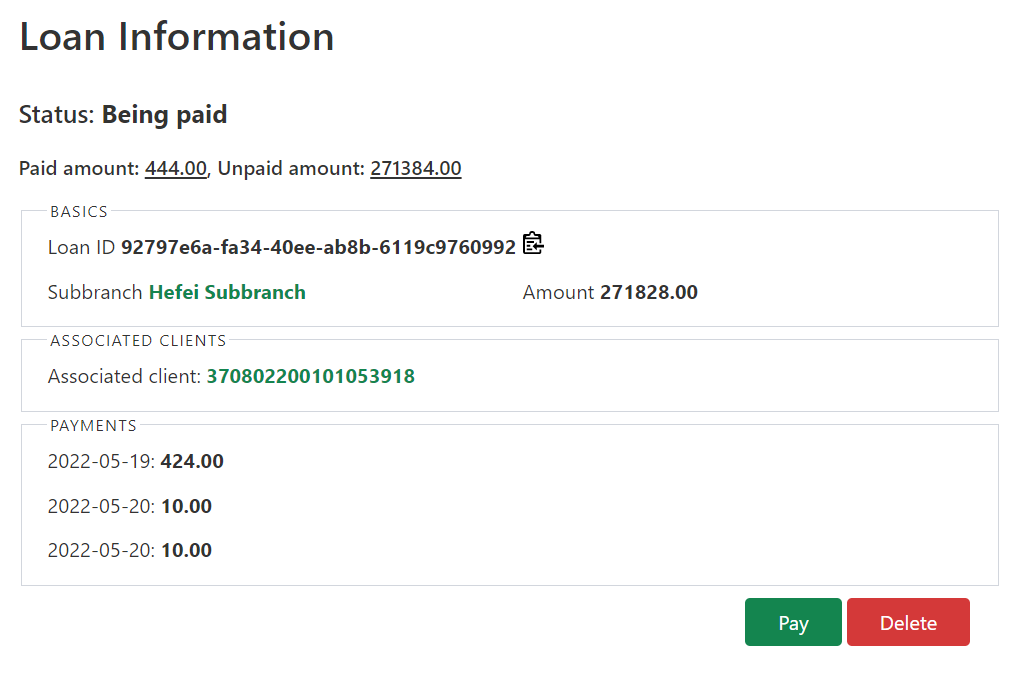 Loan Information
Status: Being paid
Paid amount: 444.00, Unpaid amount: 271384.00
BASICS
Loan ID 92797e6a-fa34-40ee-ab8b-6119c9760992
Subbranch Hefei Subbranch Amount 271828.00
ASSOCIATED CLIENTS
Associated client: 370802200101053918
PAYMENTS
2022-05-19: 424.00
2022-05-20: 10.00
2022-05-20: 10.00
Pay Delete